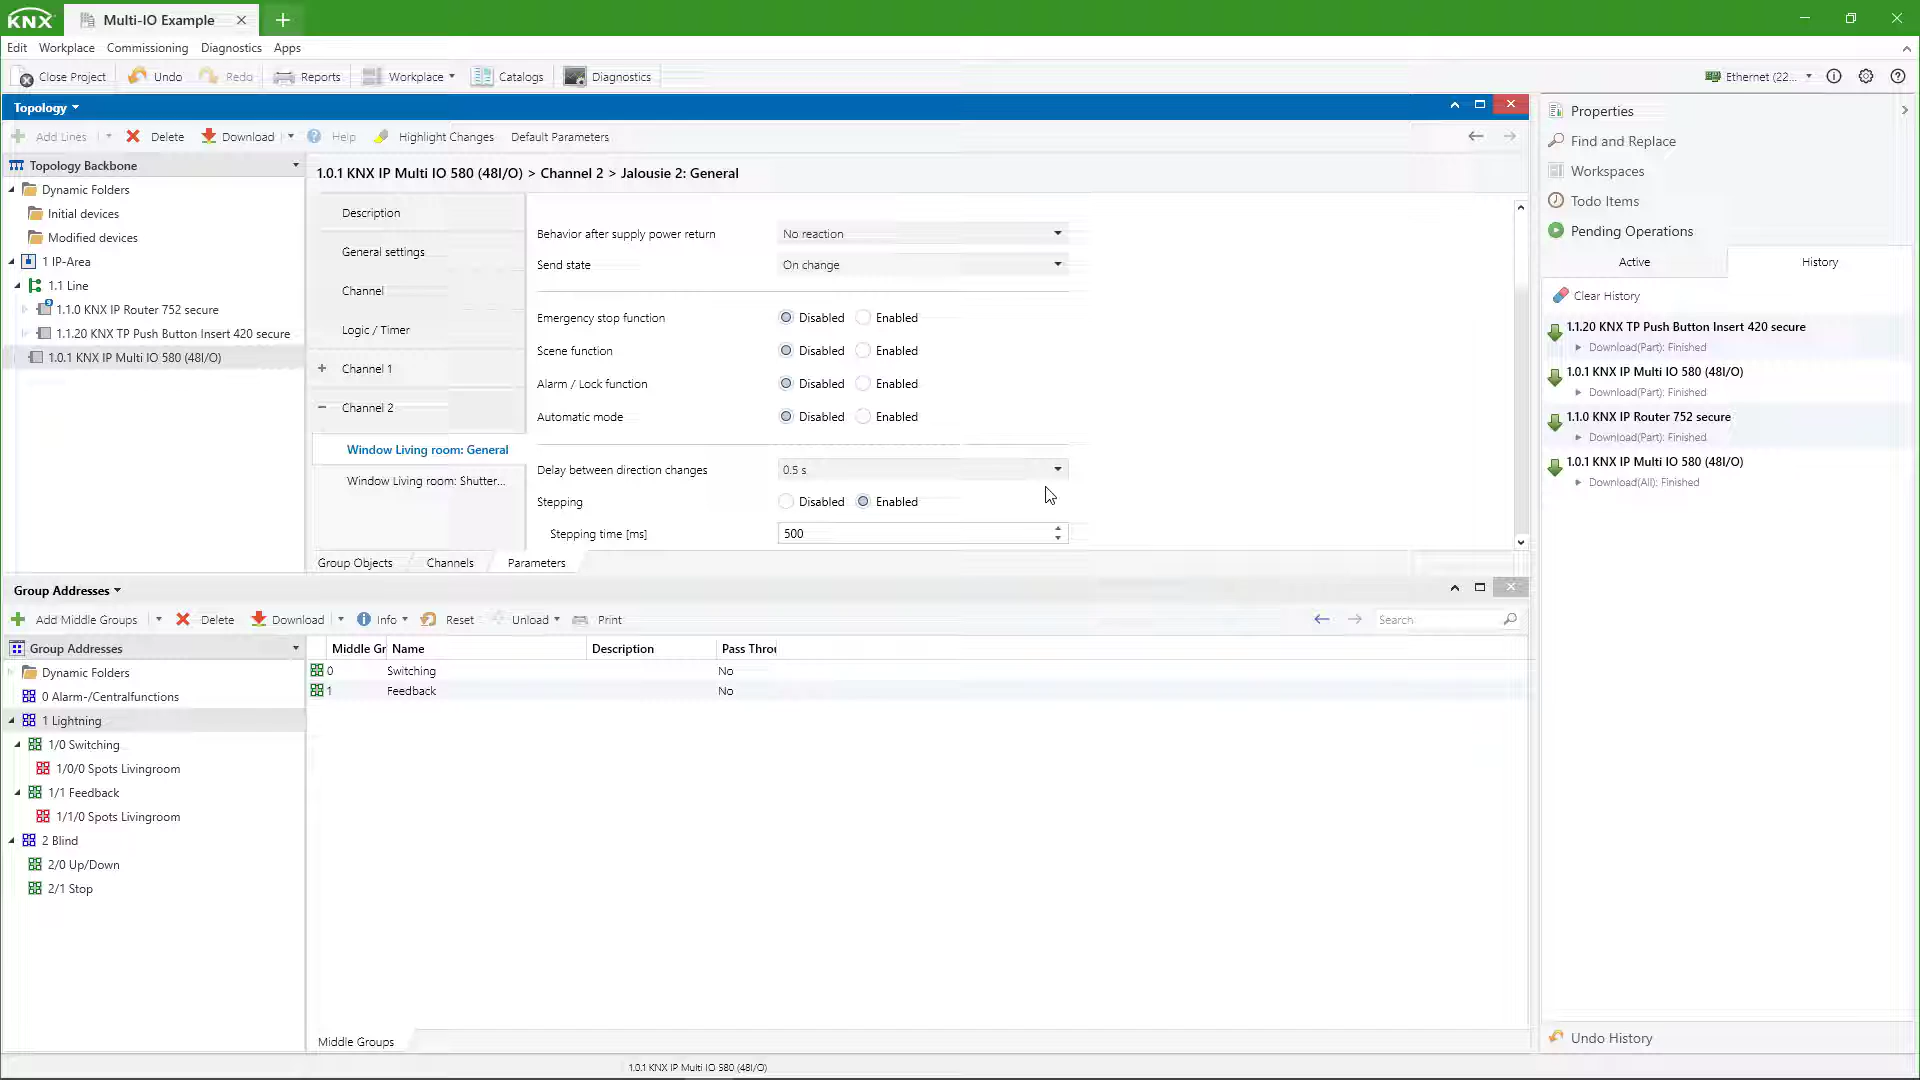 KNX Multi-IO Example
Edit Workplace Commissioning Diagnostics Apps
Close Project Undo Redo Reports Workplace Catalogs Diagnostics Ethernet (22...
Topology
Add Lines Delete Download Help Highlight Changes Default Parameters
Topology Backbone
Dynamic Folders
Initial devices
Modified devices
1 IP-Area
1.1 Line
1.1.0 KNX IP Router 752 secure
1.1.20 KNX TP Push Button Insert 420 secure
1.0.1 KNX IP Multi IO 580 (48I/O)
1.0.1 KNX IP Multi IO 580 (48I/O) > Channel 2 > Jalousie 2: General
Description
General settings
Channel
Logic / Timer
+ Channel 1
− Channel 2
Window Living room: General
Window Living room: Shutter...
Behavior after supply power return No reaction
Send state On change
Emergency stop function Disabled Enabled
Scene function Disabled Enabled
Alarm / Lock function Disabled Enabled
Automatic mode Disabled Enabled
Delay between direction changes 0.5 s
Stepping Disabled Enabled
Stepping time [ms] 500
Group Objects Channels Parameters
Group Addresses
Add Middle Groups Delete Download Info Reset Unload Print Search
Group Addresses
Dynamic Folders
0 Alarm-/Centralfunctions
1 Lightning
1/0 Switching
1/0/0 Spots Livingroom
1/1 Feedback
1/1/0 Spots Livingroom
2 Blind
2/0 Up/Down
2/1 Stop
Middle Gr Name Description Pass Throu
0 Switching No
1 Feedback No
Middle Groups
Properties
Find and Replace
Workspaces
Todo Items
Pending Operations
Active History
Clear History
1.1.20 KNX TP Push Button Insert 420 secure
Download(Part): Finished
1.0.1 KNX IP Multi IO 580 (48I/O)
Download(Part): Finished
1.1.0 KNX IP Router 752 secure
Download(Part): Finished
1.0.1 KNX IP Multi IO 580 (48I/O)
Download(All): Finished
Undo History
1.0.1 KNX IP Multi IO 580 (48I/O)